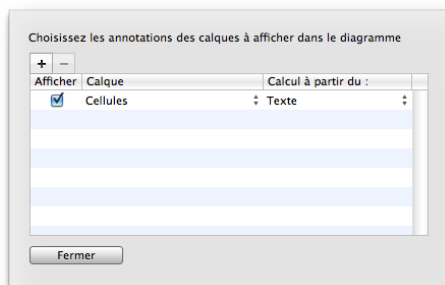 Choisissez les annotations des calques à afficher dans le diagramme
+ −
Afficher Calque Calcul à partir du :
Cellules Texte
Fermer